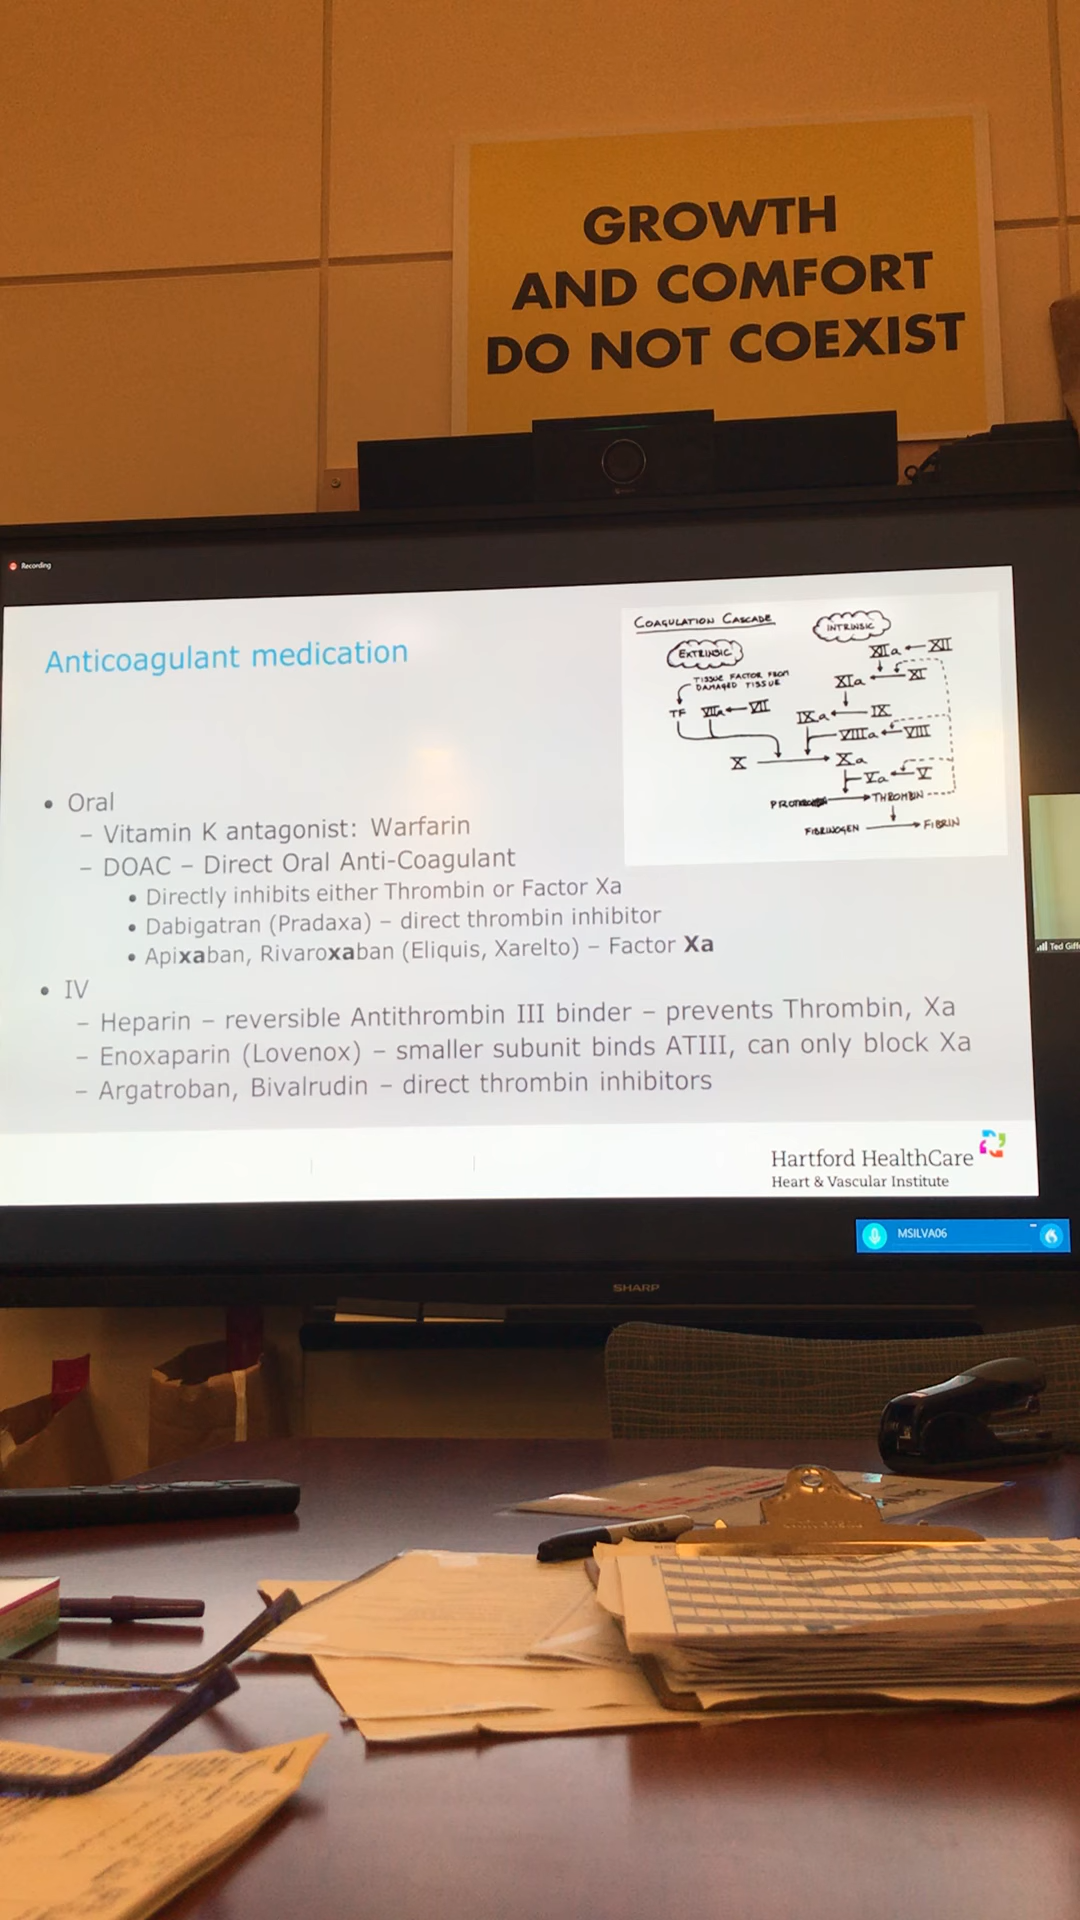 GROWTH
AND COMFORT
DO NOT COEXIST
Recording
Anticoagulant medication
• Oral
– Vitamin K antagonist: Warfarin
– DOAC – Direct Oral Anti-Coagulant
• Directly inhibits either Thrombin or Factor Xa
• Dabigatran (Pradaxa) – direct thrombin inhibitor
• Apixaban, Rivaroxaban (Eliquis, Xarelto) – Factor Xa
• IV
– Heparin – reversible Antithrombin III binder – prevents Thrombin, Xa
– Enoxaparin (Lovenox) – smaller subunit binds ATIII, can only block Xa
– Argatroban, Bivalrudin – direct thrombin inhibitors
COAGULATION CASCADE
EXTRINSIC
INTRINSIC
TISSUE FACTOR FROM
DAMAGED TISSUE
XIIa ← XII
XIa ← XI
TF VIIa ← VII
IXa ← IX
VIIIa ← VIII
X → Xa
Va ← V
→ THROMBIN
FIBRINOGEN → FIBRIN
Ted Giff
Hartford HealthCare
Heart & Vascular Institute
MSILVA06
SHARP